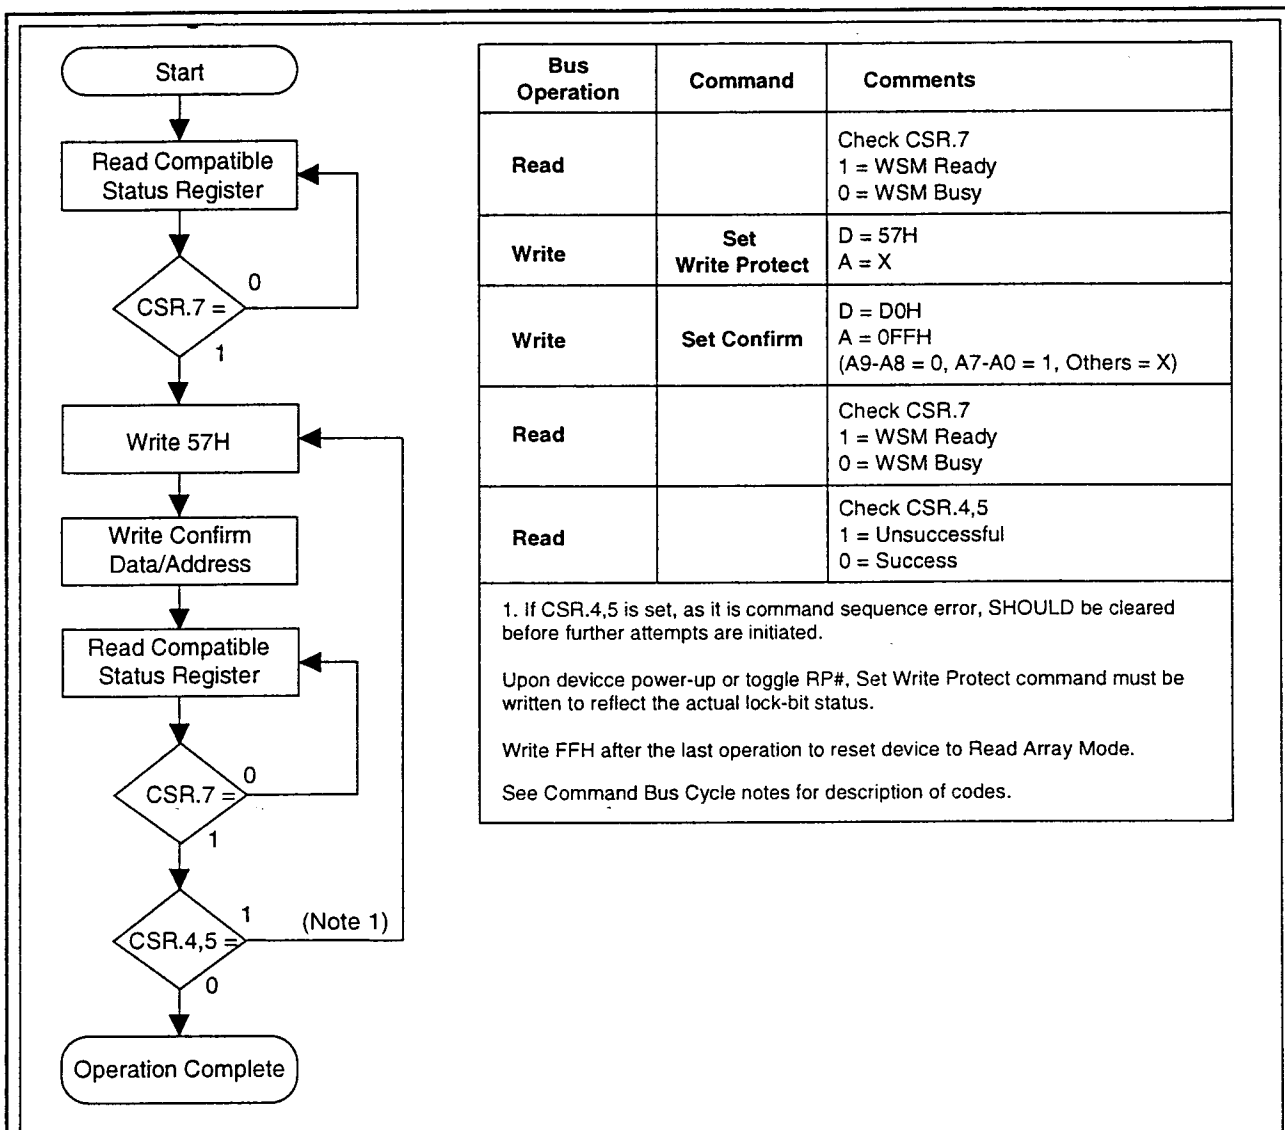 Start
Read Compatible
Status Register
CSR.7 =
0
1
Write 57H
Write Confirm
Data/Address
Read Compatible
Status Register
CSR.7 =
0
1
CSR.4,5 =
1
(Note 1)
0
Operation Complete
Bus
Operation
Command
Comments
Read
Check CSR.7
1 = WSM Ready
0 = WSM Busy
Write
Set
Write Protect
D = 57H
A = X
Write
Set Confirm
D = D0H
A = 0FFH
(A9-A8 = 0, A7-A0 = 1, Others = X)
Read
Check CSR.7
1 = WSM Ready
0 = WSM Busy
Read
Check CSR.4,5
1 = Unsuccessful
0 = Success
1. If CSR.4,5 is set, as it is command sequence error, SHOULD be cleared
before further attempts are initiated.
Upon devicce power-up or toggle RP#, Set Write Protect command must be
written to reflect the actual lock-bit status.
Write FFH after the last operation to reset device to Read Array Mode.
See Command Bus Cycle notes for description of codes.